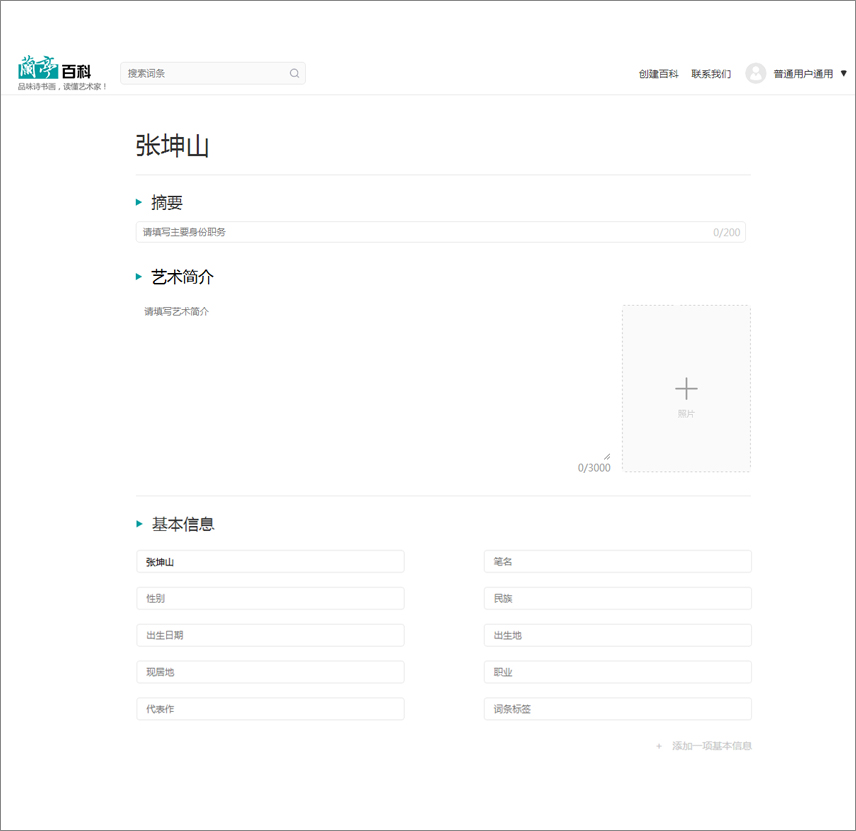 蘭亭百科
品味诗书画，读懂艺术家！
搜索词条
创建百科 联系我们 普通用户通用 ▼
张坤山
摘要
请填写主要身份职务 0/200
艺术简介
请填写艺术简介
照片
0/3000
基本信息
张坤山 笔名
性别 民族
出生日期 出生地
现居地 职业
代表作 词条标签
+ 添加一项基本信息